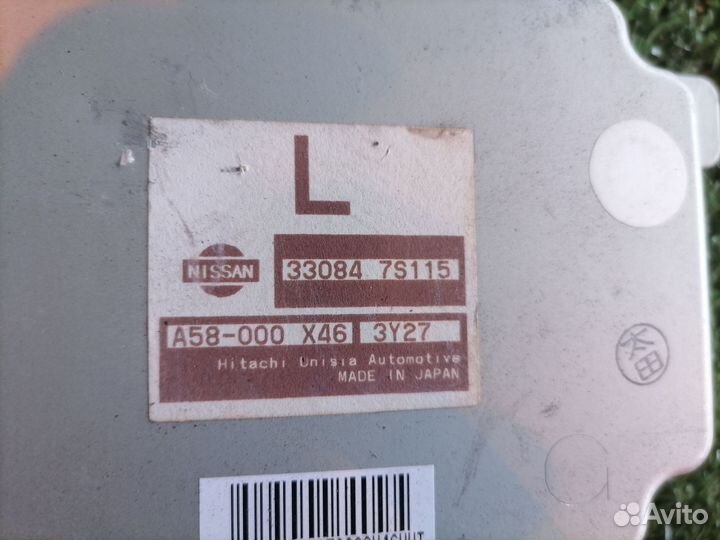 L
NISSAN
33084 7S115
A58-000 X46 3Y27
Hitachi Unisia Automotive
MADE IN JAPAN
太田
G
Avito